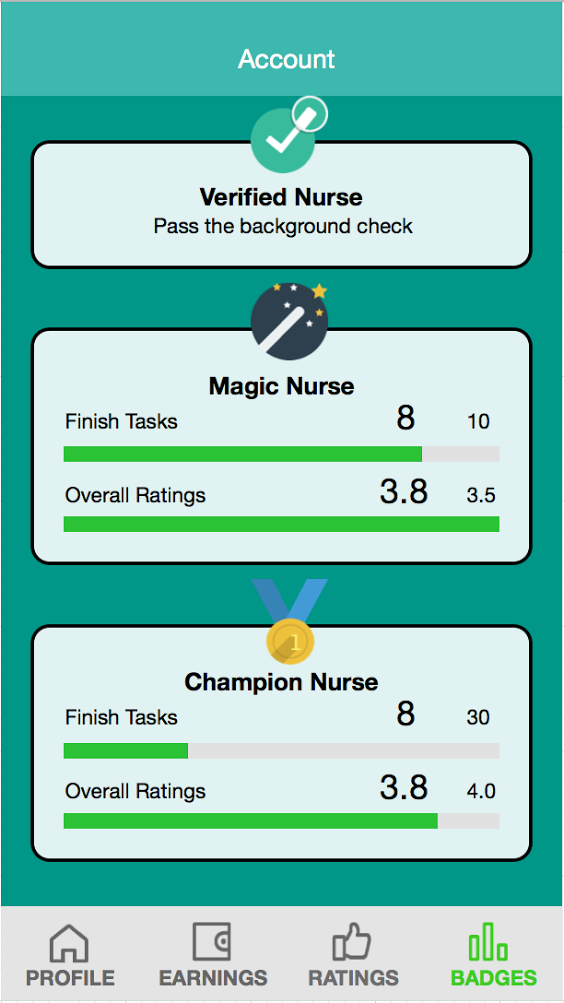 Account
Verified Nurse
Pass the background check
Magic Nurse
Finish Tasks 8 10
Overall Ratings 3.8 3.5
1
Champion Nurse
Finish Tasks 8 30
Overall Ratings 3.8 4.0
PROFILE EARNINGS RATINGS BADGES